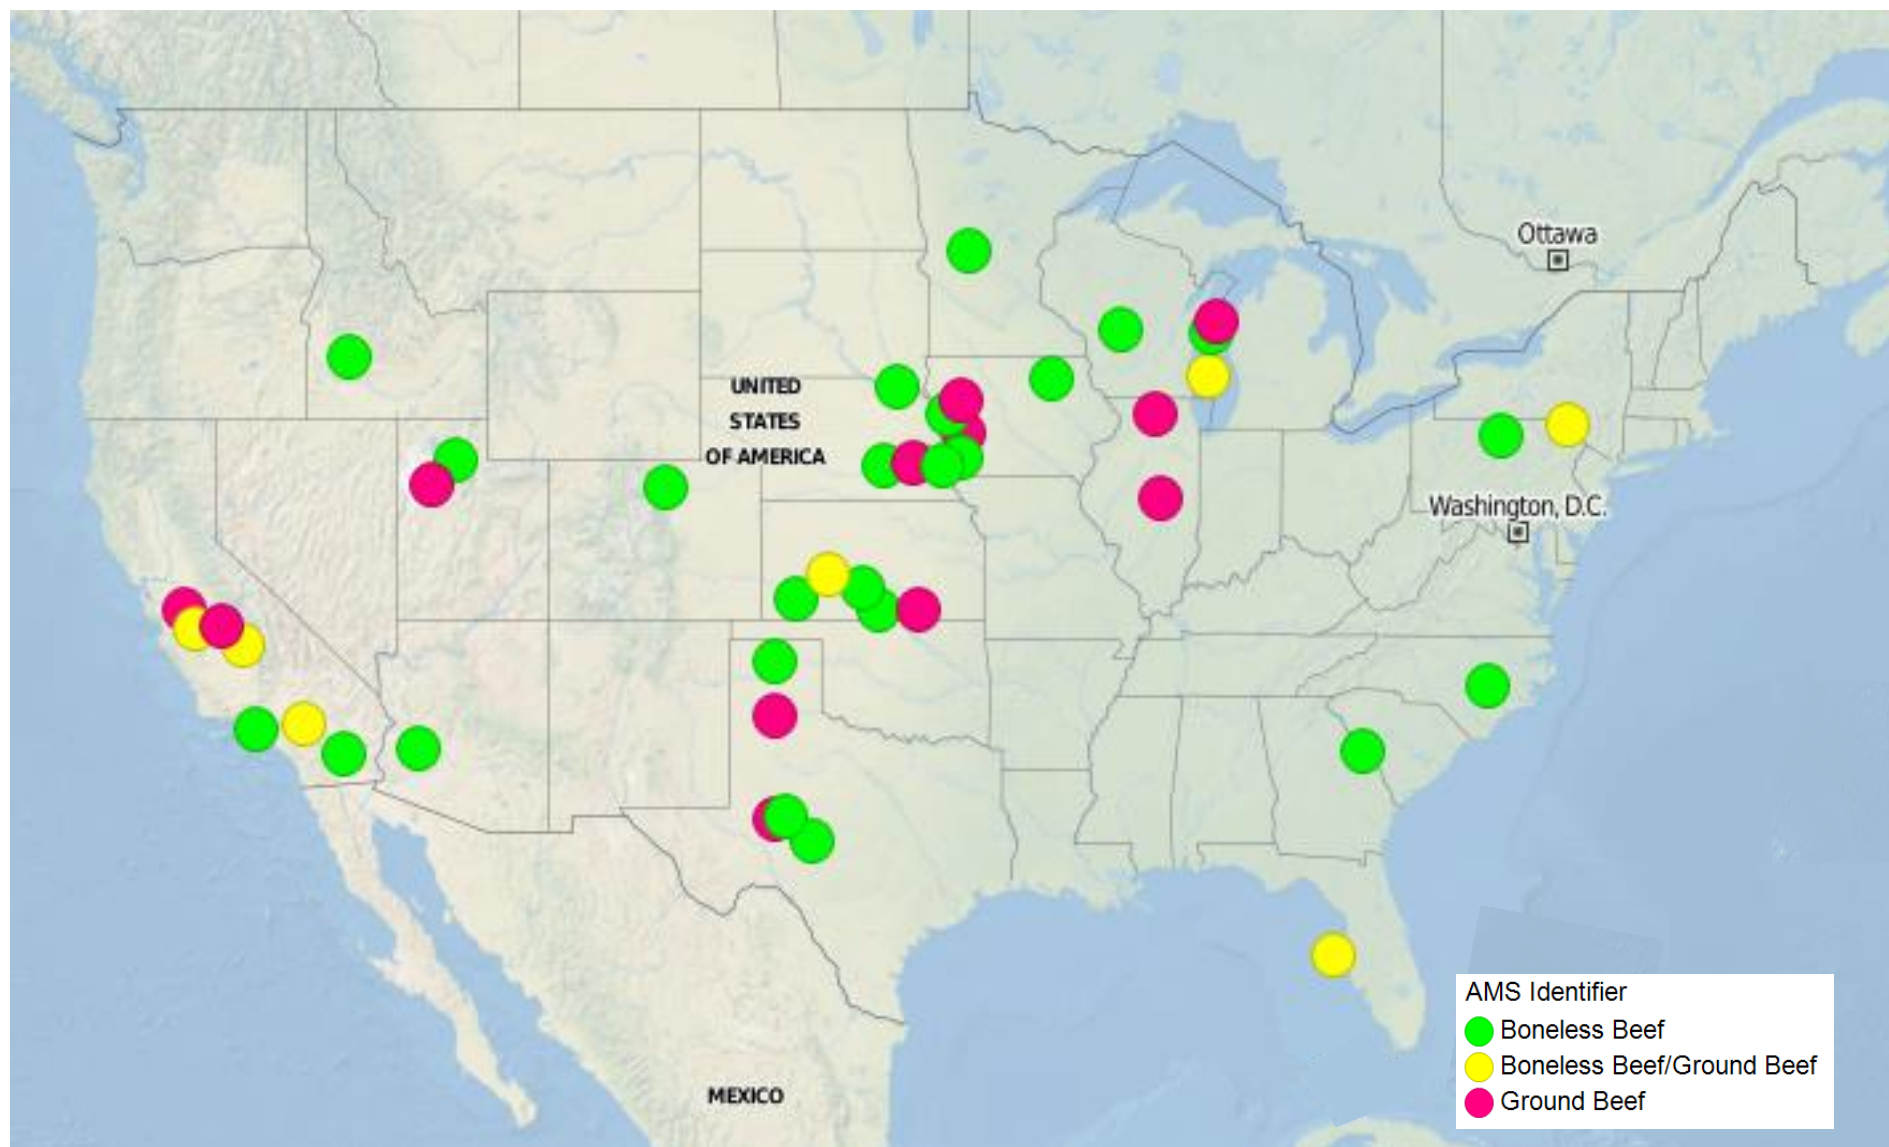 Ottawa
UNITED
STATES
OF AMERICA
Washington, D.C.
MEXICO
AMS Identifier
Boneless Beef
Boneless Beef/Ground Beef
Ground Beef